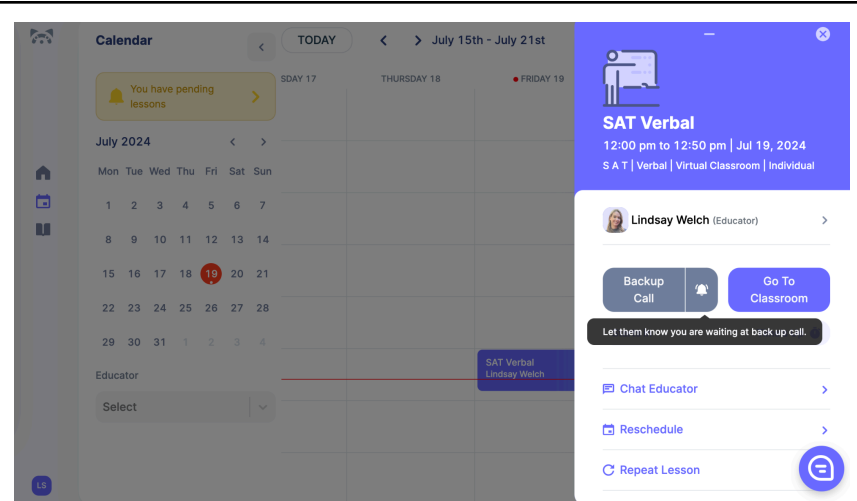 Calendar
TODAY
July 15th - July 21st
You have pending
lessons
SDAY 17
THURSDAY 18
FRIDAY 19
July 2024
Mon Tue Wed Thu Fri Sat Sun
1 2 3 4 5 6 7
8 9 10 11 12 13 14
15 16 17 18 19 20 21
22 23 24 25 26 27 28
29 30 31 1 2 3 4
Educator
Select
SAT Verbal
Lindsay Welch
LS
SAT Verbal
12:00 pm to 12:50 pm | Jul 19, 2024
S A T | Verbal | Virtual Classroom | Individual
Lindsay Welch (Educator)
Backup
Call
Go To
Classroom
Let them know you are waiting at back up call.
Chat Educator
Reschedule
Repeat Lesson